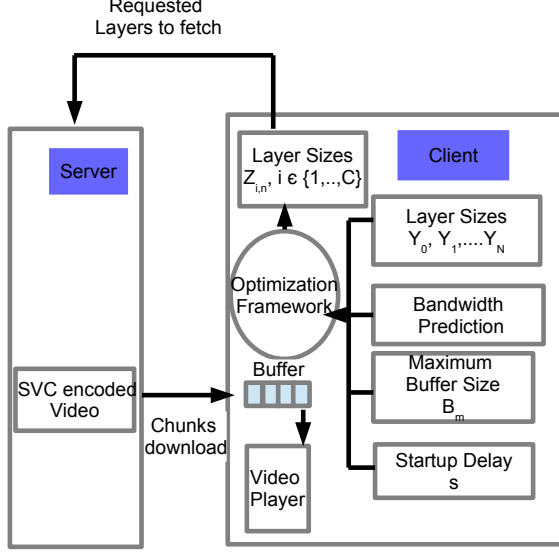 Requested
Layers to fetch
Server
SVC encoded
Video
Chunks
download
Layer Sizes
Z_{i,n}, i є {1,..,C}
Client
Optimization
Framework
Layer Sizes
Y_0, Y_1,....Y_N
Bandwidth
Prediction
Maximum
Buffer Size
B_m
Startup Delay
s
Buffer
Video
Player